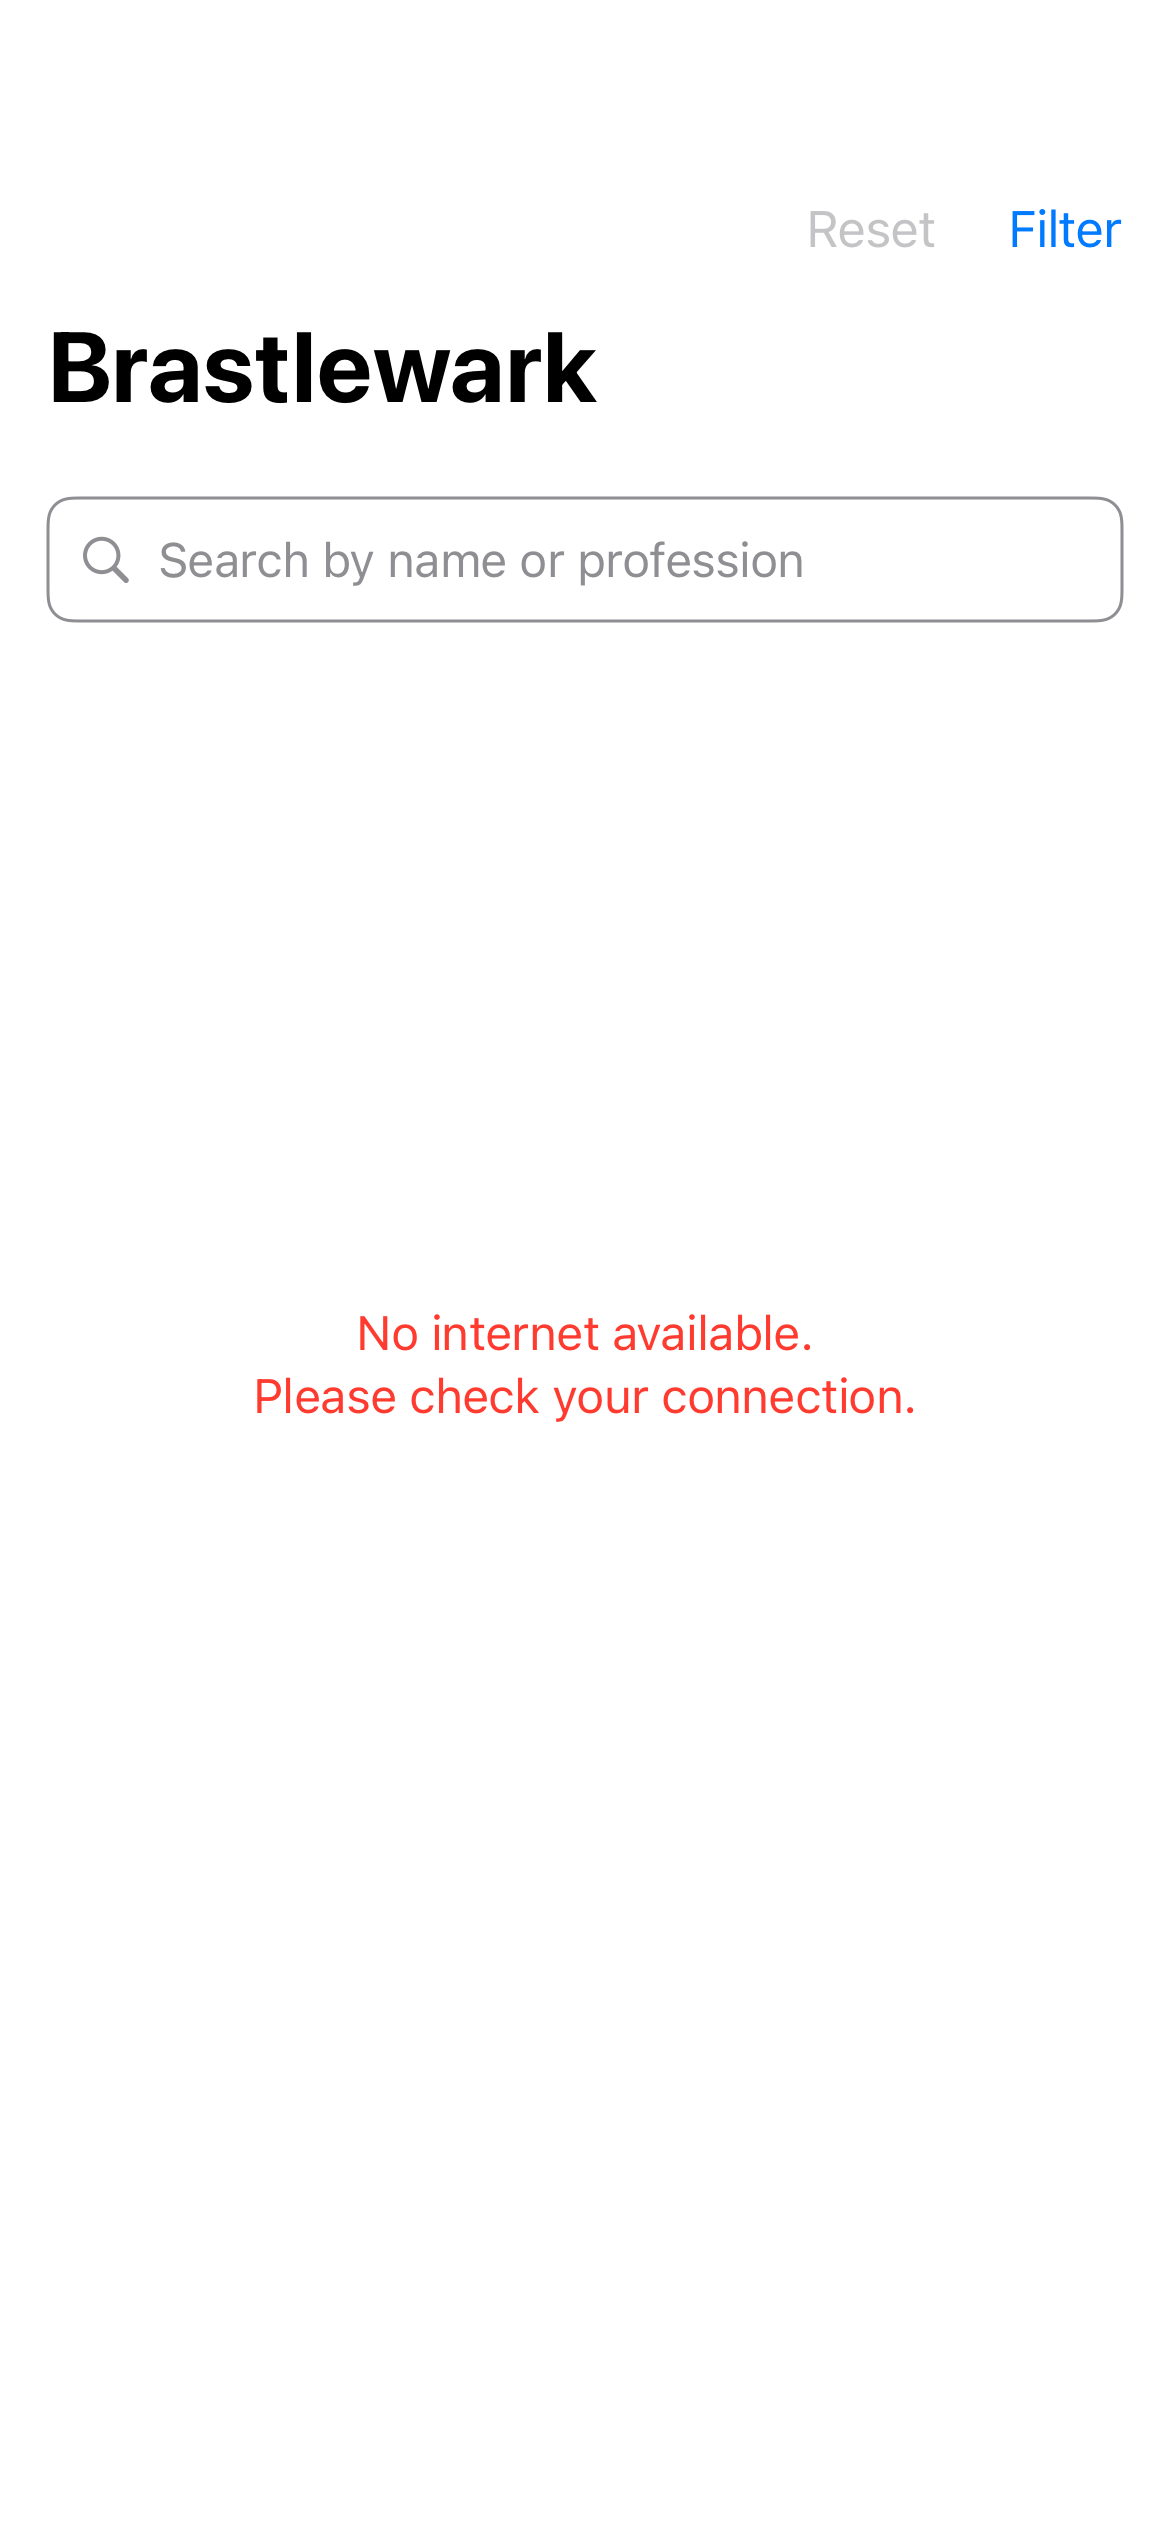 Reset Filter
Brastlewark
Search by name or profession
No internet available.
Please check your connection.